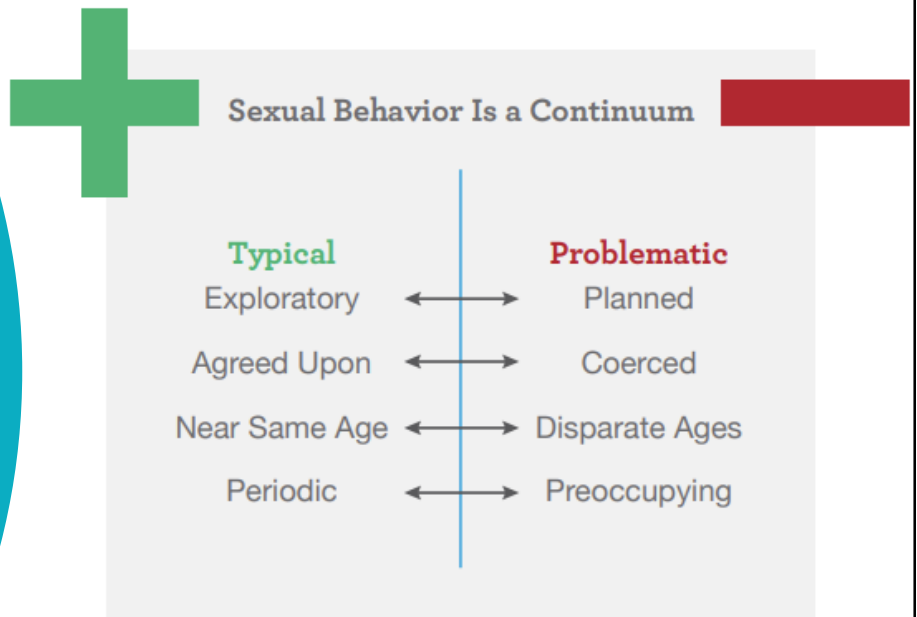 Sexual Behavior Is a Continuum
Typical Problematic
Exploratory Planned
Agreed Upon Coerced
Near Same Age Disparate Ages
Periodic Preoccupying